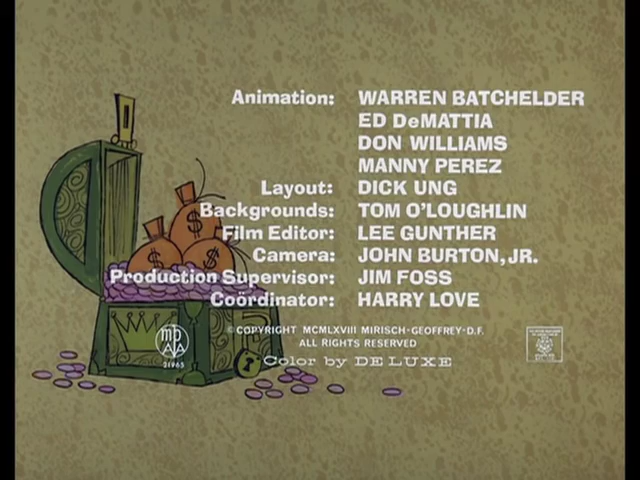 Animation: WARREN BATCHELDER
ED DeMATTIA
DON WILLIAMS
MANNY PEREZ
Layout: DICK UNG
Backgrounds: TOM O'LOUGHLIN
Film Editor: LEE GUNTHER
Camera: JOHN BURTON, JR.
Production Supervisor: JIM FOSS
Coördinator: HARRY LOVE
© COPYRIGHT MCMLXVIII MIRISCH-GEOFFREY-D.F.
ALL RIGHTS RESERVED
Color by DE LUXE
$ $ $
MPAA
21965